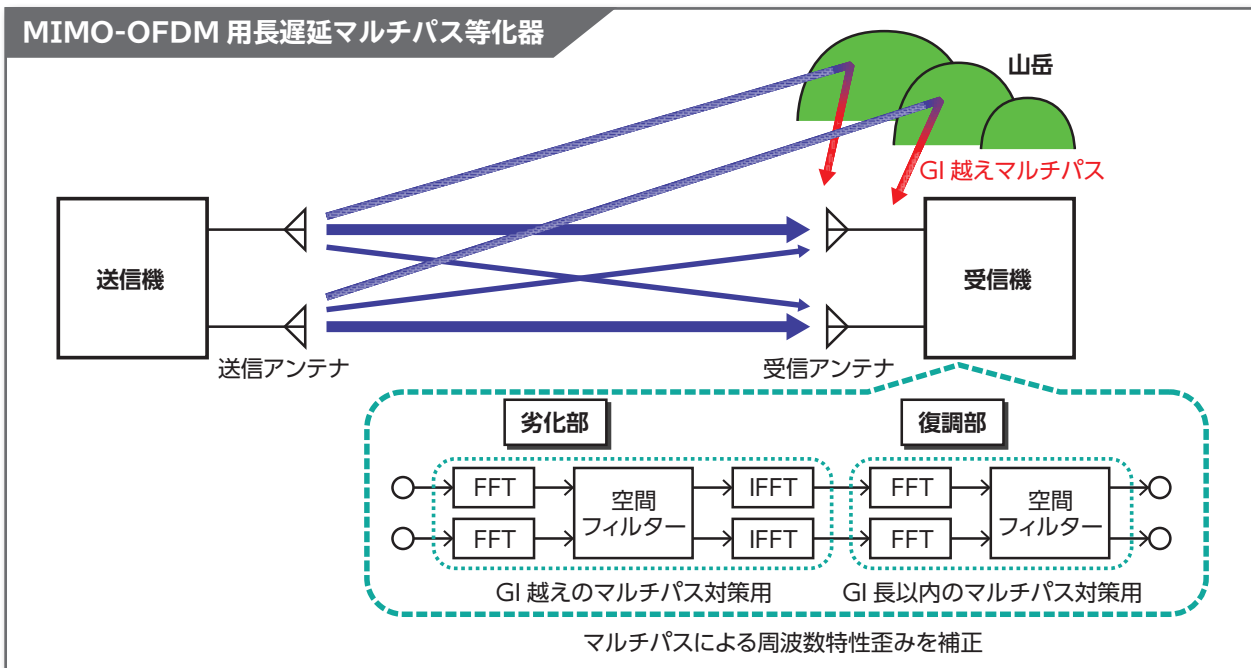 MIMO-OFDM 用長遅延マルチパス等化器
山岳
GI 越えマルチパス
送信機
受信機
送信アンテナ
受信アンテナ
劣化部
復調部
FFT
空間
フィルター
IFFT
FFT
空間
フィルター
FFT
IFFT
FFT
GI 越えのマルチパス対策用
GI 長以内のマルチパス対策用
マルチパスによる周波数特性歪みを補正